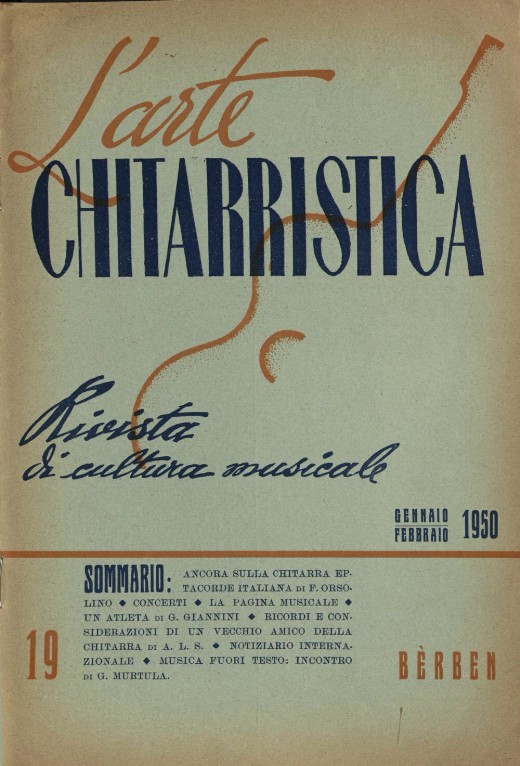 L'arte
CHITARRISTICA
Rivista
di cultura musicale
GENNAIO
FEBBRAIO 1950
SOMMARIO: ANCORA SULLA CHITARRA EP-
TACORDE ITALIANA DI F. ORSO-
LINO ◆ CONCERTI ◆ LA PAGINA MUSICALE ◆
UN ATLETA DI G. GIANNINI ◆ RICORDI E CON-
SIDERAZIONI DI UN VECCHIO AMICO DELLA
CHITARRA DI A. L. S. ◆ NOTIZIARIO INTERNA-
ZIONALE ◆ MUSICA FUORI TESTO: INCONTRO
DI G. MURTULA.
19
BÈRBEN